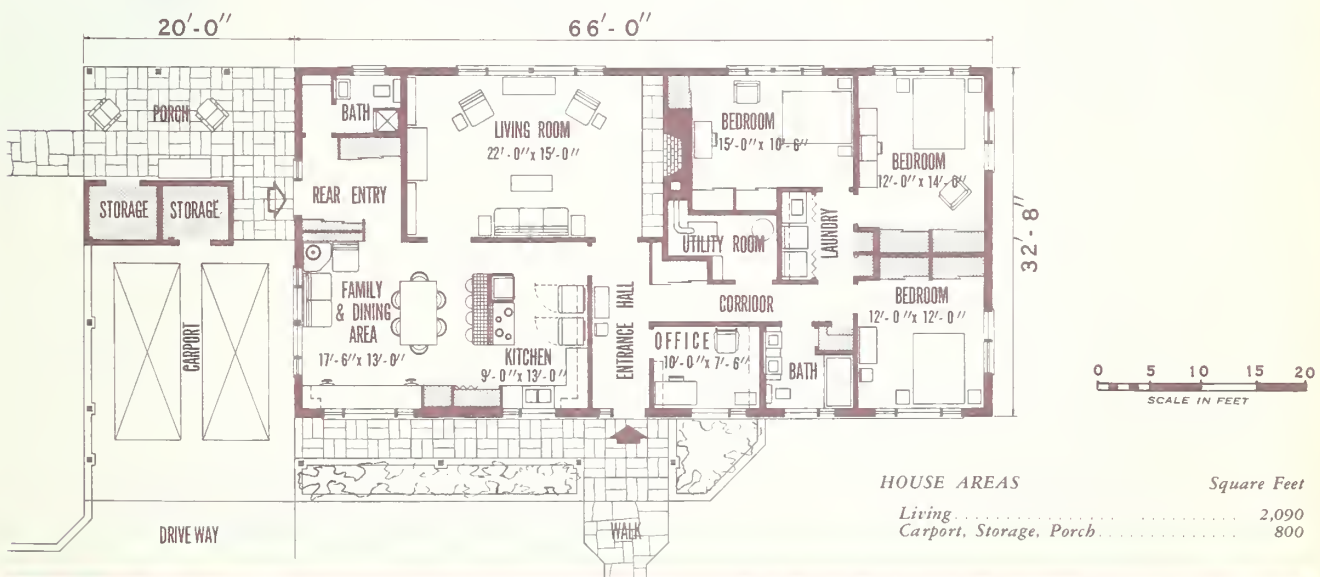 20'-0"
66'-0"
PORCH
BATH
LIVING ROOM
22'-0" x 15'-0"
BEDROOM
15'-0" x 10'-6"
BEDROOM
12'-0" x 14'-0"
STORAGE
STORAGE
REAR ENTRY
UTILITY ROOM
LAUNDRY
32'-8"
CARPORT
FAMILY
& DINING
AREA
17'-6" x 13'-0"
KITCHEN
9'-0" x 13'-0"
ENTRANCE HALL
CORRIOOR
OFFICE
10'-0" x 7'-6"
BATH
BEDROOM
12'-0" x 12'-0"
0 5 10 15 20
SCALE IN FEET
DRIVE WAY
WALK
HOUSE AREAS Square Feet
Living 2,090
Carport, Storage, Porch 800